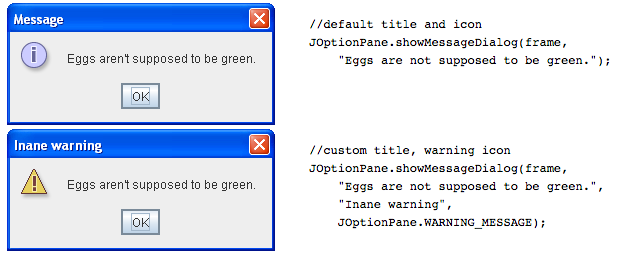 Message
Eggs aren't supposed to be green.
OK
//default title and icon
JOptionPane.showMessageDialog(frame,
"Eggs are not supposed to be green.");
Inane warning
Eggs aren't supposed to be green.
OK
//custom title, warning icon
JOptionPane.showMessageDialog(frame,
"Eggs are not supposed to be green.",
"Inane warning",
JOptionPane.WARNING_MESSAGE);